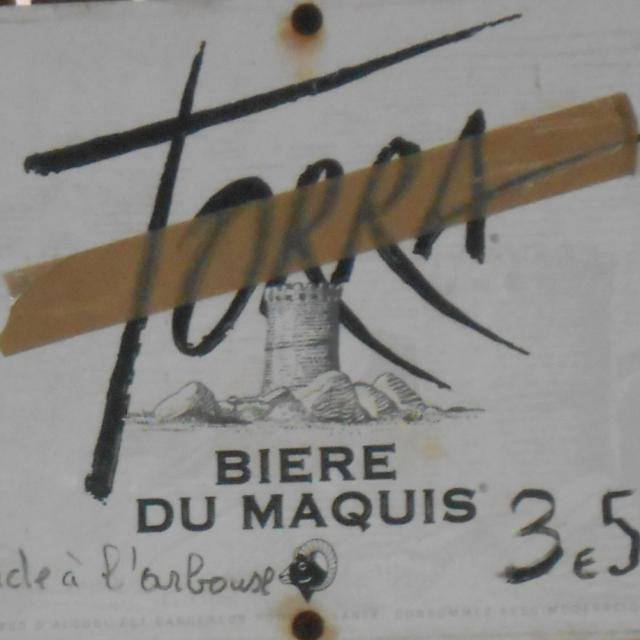 TORRA
BIERE
DU MAQUIS
à l'arbouse
3€5